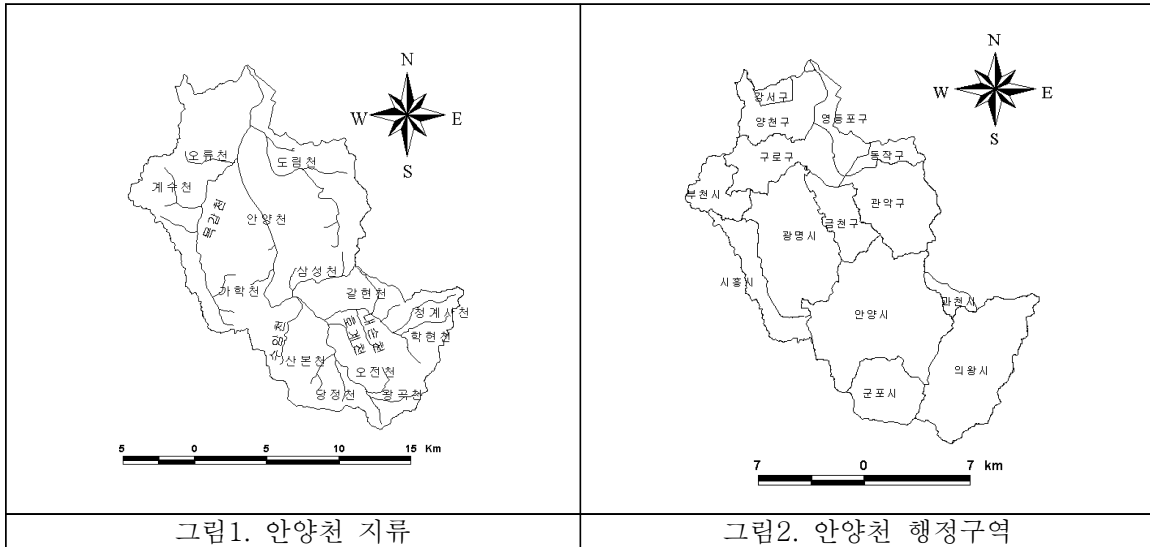 N
W E
S
오류천
도림천
계수천
목감천
안양천
삼성천
가학천
갈현천
청계사천
수암천
학의천
산본천
오전천
당정천
왕곡천
5 0 5 10 15 Km
그림1. 안양천 지류
N
W E
S
강서구
양천구
영등포구
구로구
동작구
부천시
관악구
금천구
광명시
시흥시
과천시
안양시
의왕시
군포시
7 0 7 km
그림2. 안양천 행정구역